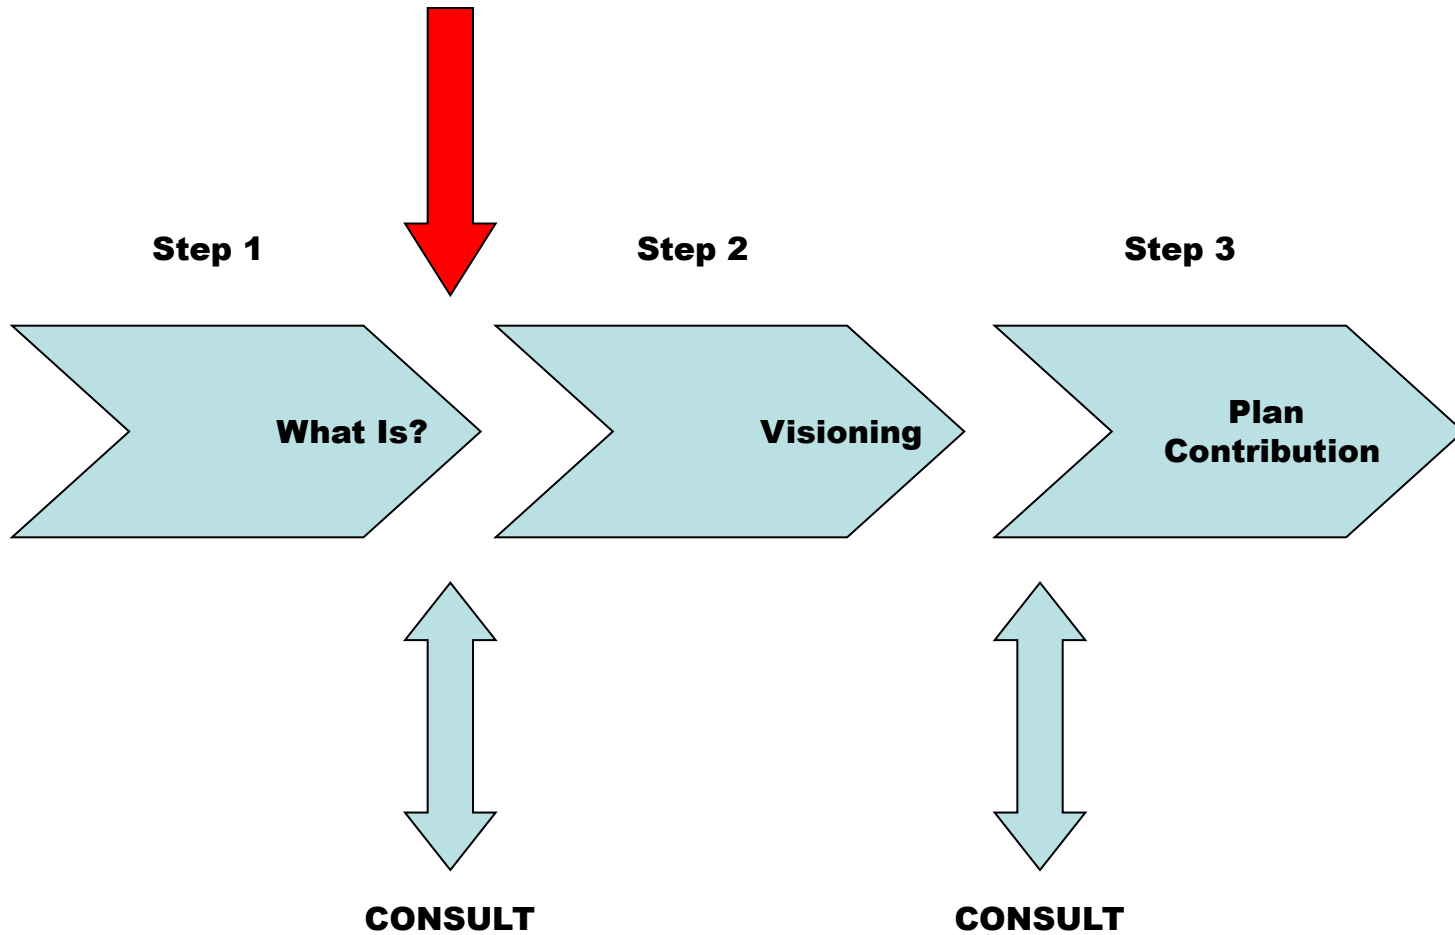 Step 1
Step 2
Step 3
What Is?
Visioning
Plan
Contribution
CONSULT
CONSULT